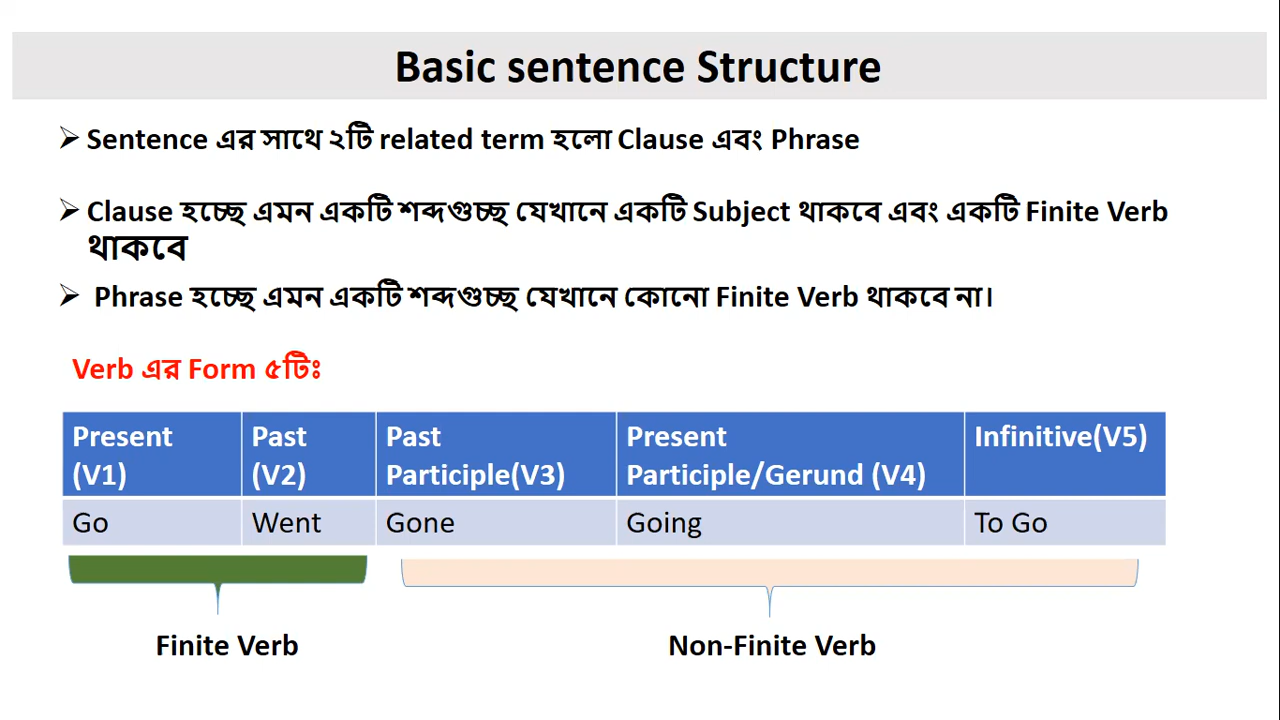 Basic sentence Structure
➢ Sentence এর সাথে ২টি related term হলো Clause এবং Phrase
➢ Clause হচ্ছে এমন একটি শব্দগুচ্ছ যেখানে একটি Subject থাকবে এবং একটি Finite Verb
থাকবে
➢ Phrase হচ্ছে এমন একটি শব্দগুচ্ছ যেখানে কোনো Finite Verb থাকবে না।
Verb এর Form ৫টিঃ
Present (V1)
Past (V2)
Past Participle(V3)
Present Participle/Gerund (V4)
Infinitive(V5)
Go
Went
Gone
Going
To Go
Finite Verb
Non-Finite Verb